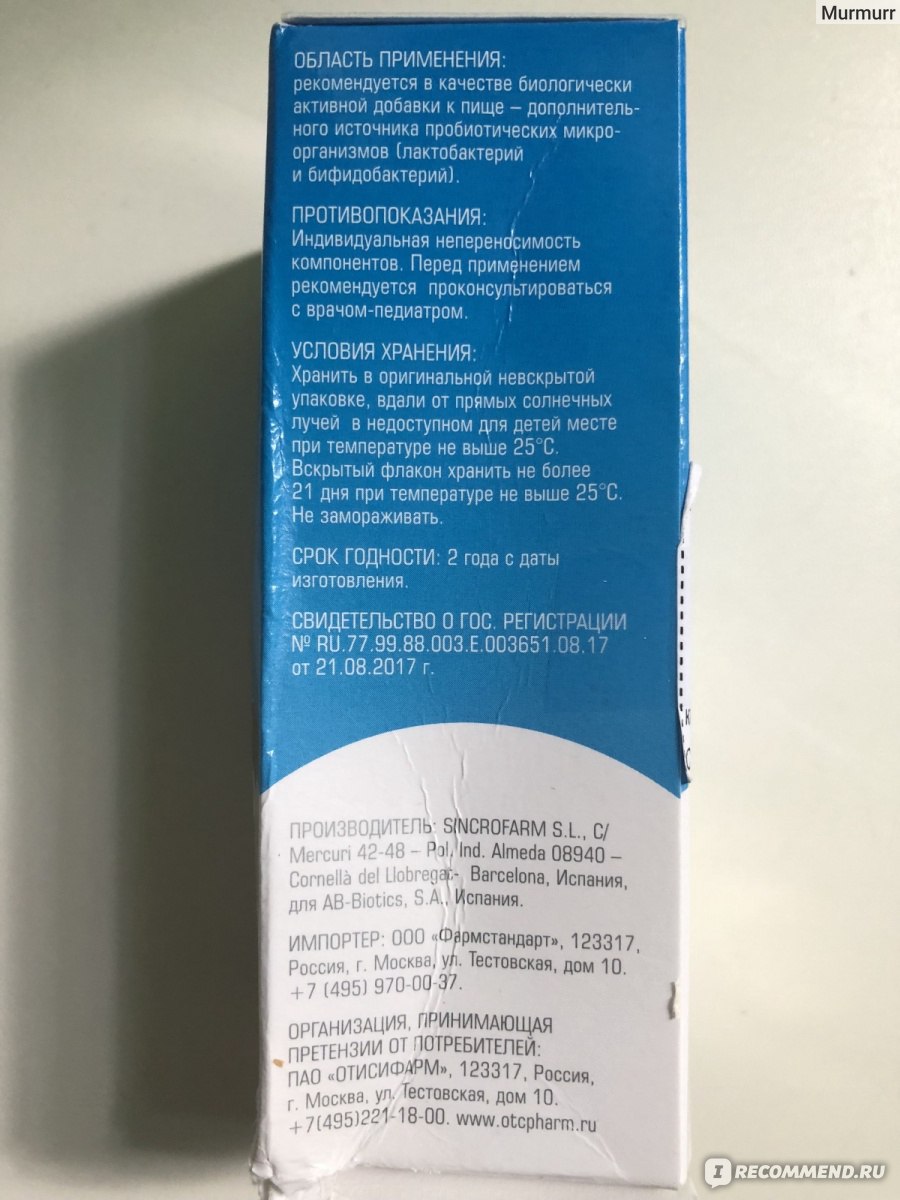 Murmurr
ОБЛАСТЬ ПРИМЕНЕНИЯ:
рекомендуется в качестве биологически
активной добавки к пище – дополнитель-
ного источника пробиотических микро-
организмов (лактобактерий
и бифидобактерий).
ПРОТИВОПОКАЗАНИЯ:
Индивидуальная непереносимость
компонентов. Перед применением
рекомендуется проконсультироваться
с врачом-педиатром.
УСЛОВИЯ ХРАНЕНИЯ:
Хранить в оригинальной невскрытой
упаковке, вдали от прямых солнечных
лучей в недоступном для детей месте
при температуре не выше 25°С.
Вскрытый флакон хранить не более
21 дня при температуре не выше 25°С.
Не замораживать.
СРОК ГОДНОСТИ: 2 года с даты
изготовления.
СВИДЕТЕЛЬСТВО О ГОС. РЕГИСТРАЦИИ
№ RU.77.99.88.003.E.003651.08.17
от 21.08.2017 г.
ПРОИЗВОДИТЕЛЬ: SINCROFARM S.L., C/
Mercuri 42-48 – Pol. Ind. Almeda 08940 –
Cornellà del Llobregat- Barcelona, Испания,
для AB-Biotics, S.A., Испания.
ИМПОРТЕР: ООО «Фармстандарт», 123317,
Россия, г. Москва, ул. Тестовская, дом 10.
+7 (495) 970-00-37.
ОРГАНИЗАЦИЯ, ПРИНИМАЮЩАЯ
ПРЕТЕНЗИИ ОТ ПОТРЕБИТЕЛЕЙ:
ПАО «ОТИСИФАРМ», 123317, Россия,
г. Москва, ул. Тестовская, дом 10.
+7(495)221-18-00. www.otcpharm.ru
I RECOMMEND.RU